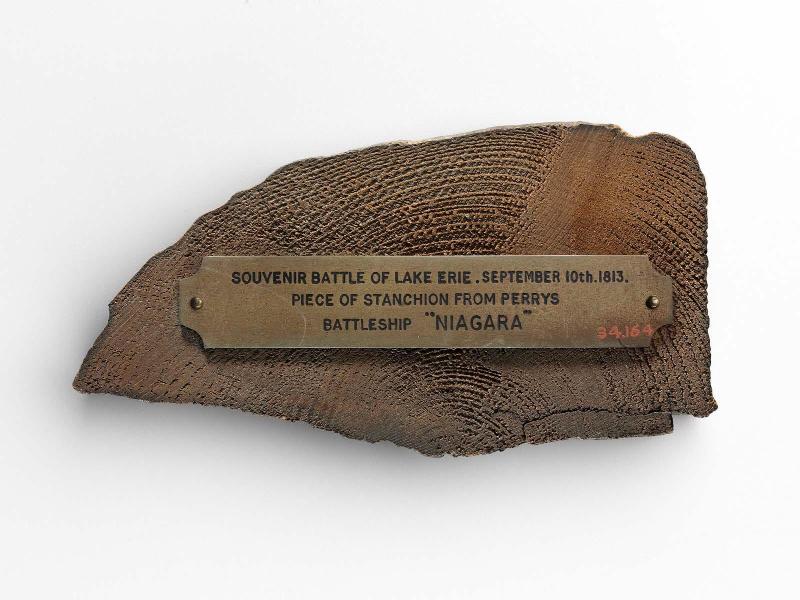 SOUVENIR BATTLE OF LAKE ERIE. SEPTEMBER 10th. 1813.
PIECE OF STANCHION FROM PERRYS
BATTLESHIP "NIAGARA"
34.164